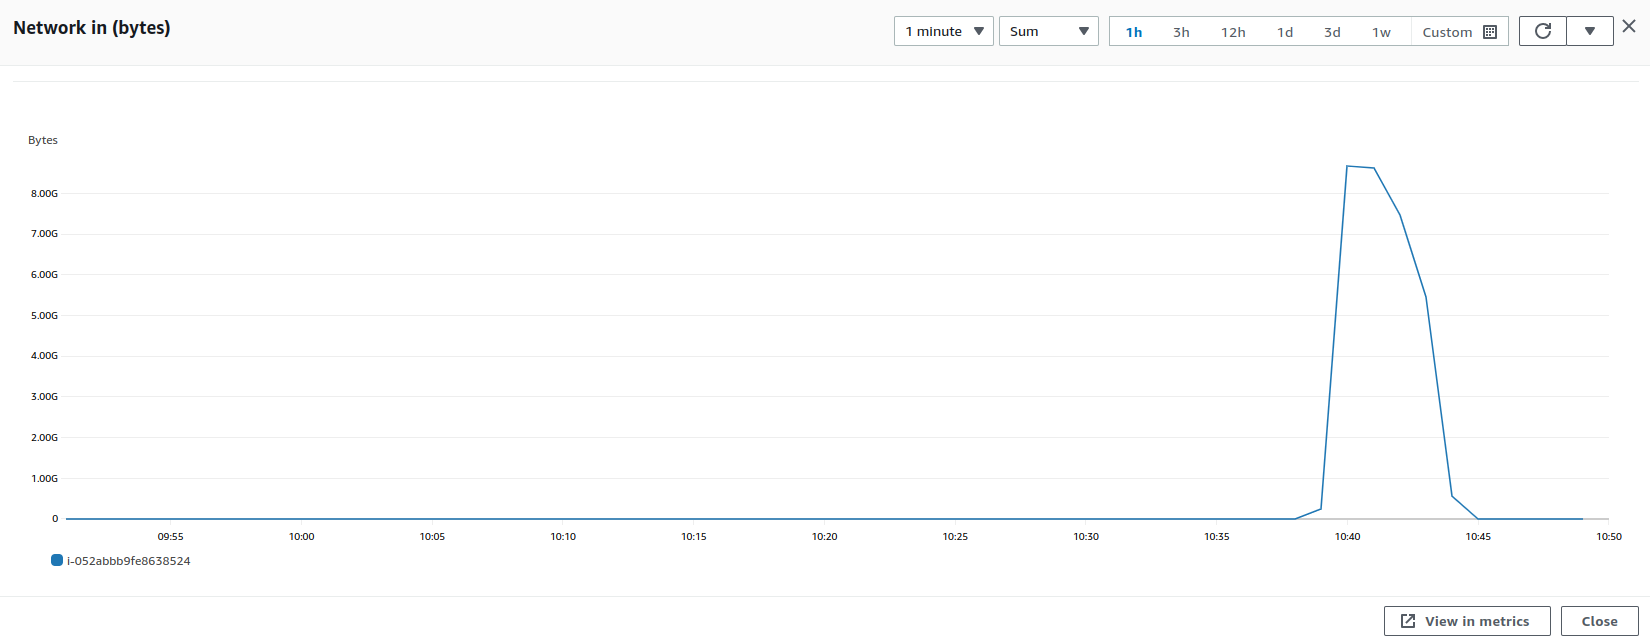 Network in (bytes)
1 minute
Sum
1h 3h 12h 1d 3d 1w Custom
Bytes
8.00G
7.00G
6.00G
5.00G
4.00G
3.00G
2.00G
1.00G
0
09:55 10:00 10:05 10:10 10:15 10:20 10:25 10:30 10:35 10:40 10:45 10:50
i-052abbb9fe8638524
View in metrics
Close